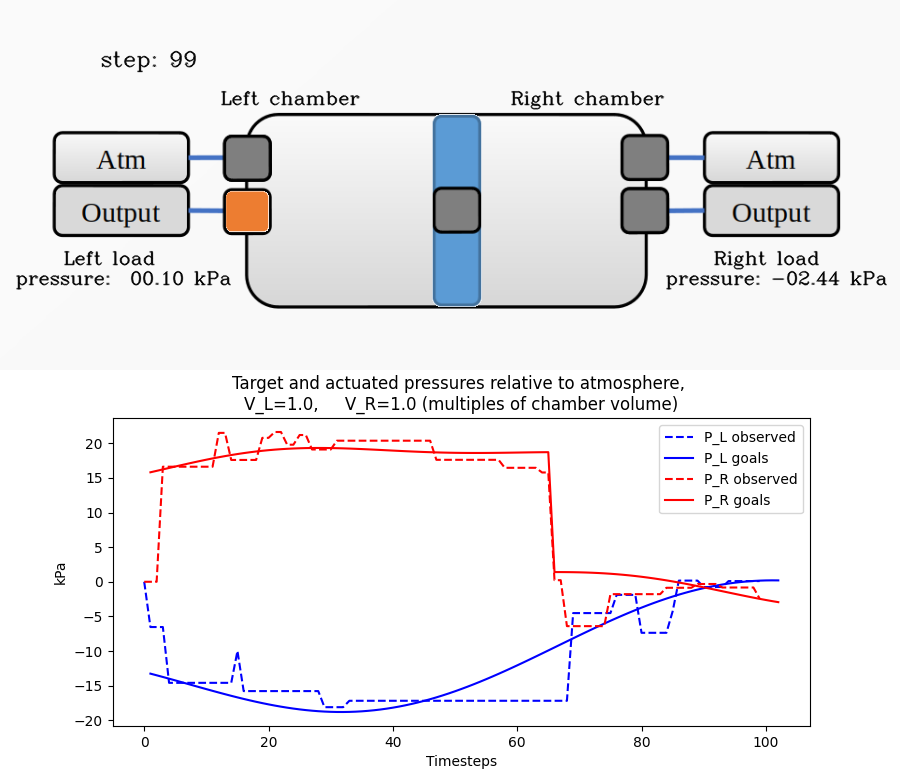 step: 99
Left chamber
Right chamber
Atm
Atm
Output
Output
Left load
pressure: 00.10 kPa
Right load
pressure: -02.44 kPa
Target and actuated pressures relative to atmosphere,
V_L=1.0, V_R=1.0 (multiples of chamber volume)
P_L observed
P_L goals
P_R observed
P_R goals
kPa
20
15
10
5
0
−5
−10
−15
−20
0 20 40 60 80 100
Timesteps